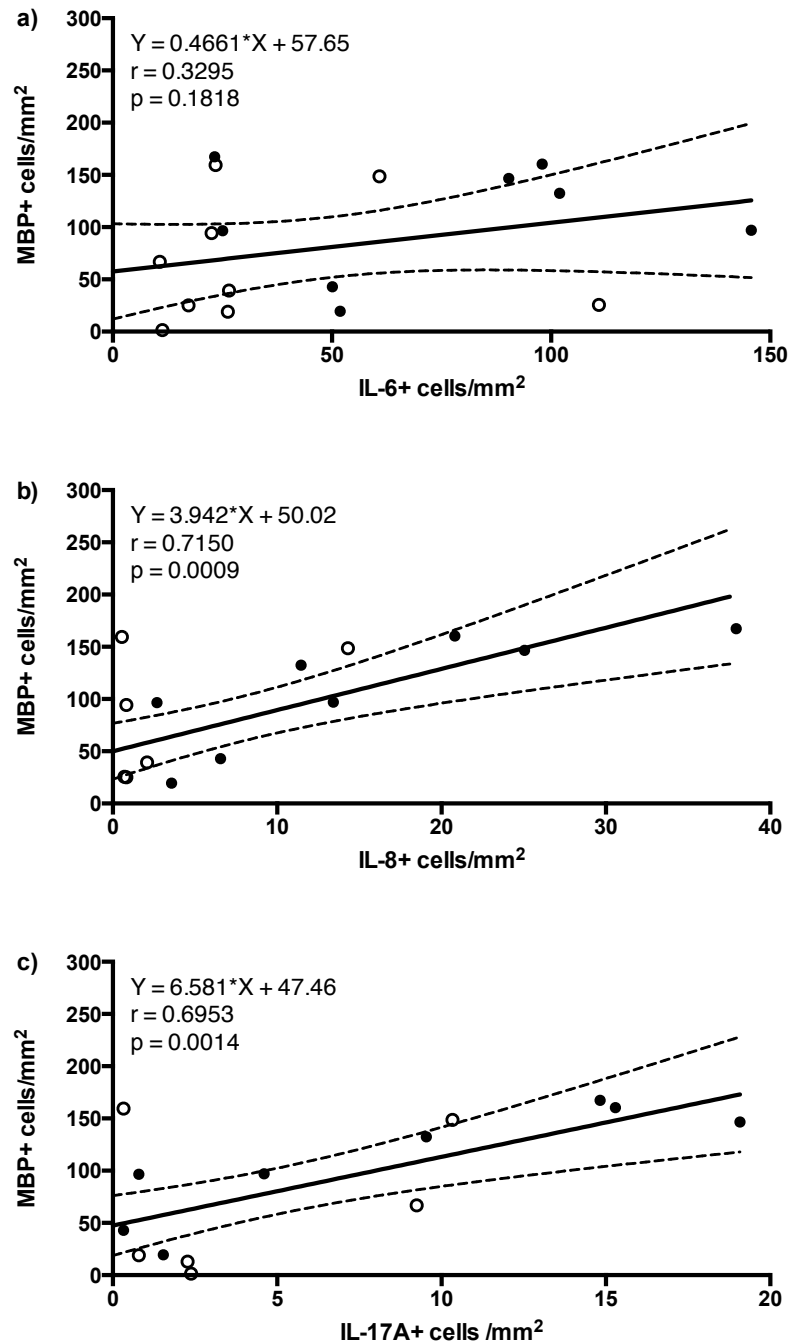 a)
Y = 0.4661*X + 57.65
r = 0.3295
p = 0.1818
MBP+ cells/mm²
300
250
200
150
100
50
0
0 50 100 150
IL-6+ cells/mm²
b)
Y = 3.942*X + 50.02
r = 0.7150
p = 0.0009
MBP+ cells/mm²
300
250
200
150
100
50
0
0 10 20 30 40
IL-8+ cells/mm²
c)
Y = 6.581*X + 47.46
r = 0.6953
p = 0.0014
MBP+ cells/mm²
300
250
200
150
100
50
0
0 5 10 15 20
IL-17A+ cells /mm²